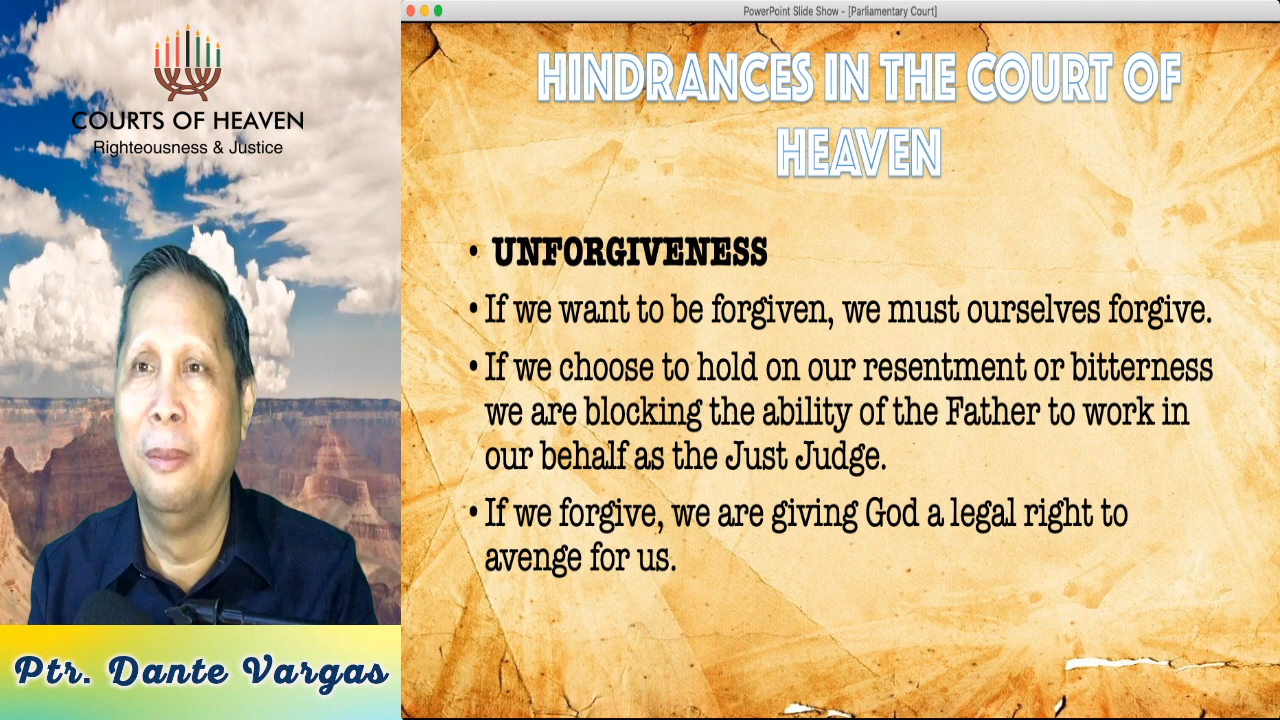 COURTS OF HEAVEN
Righteousness & Justice
Ptr. Dante Vargas
PowerPoint Slide Show - [Parliamentary Court]
HINDRANCES IN THE COURT OF
HEAVEN
• UNFORGIVENESS
• If we want to be forgiven, we must ourselves forgive.
• If we choose to hold on our resentment or bitterness
we are blocking the ability of the Father to work in
our behalf as the Just Judge.
• If we forgive, we are giving God a legal right to
avenge for us.